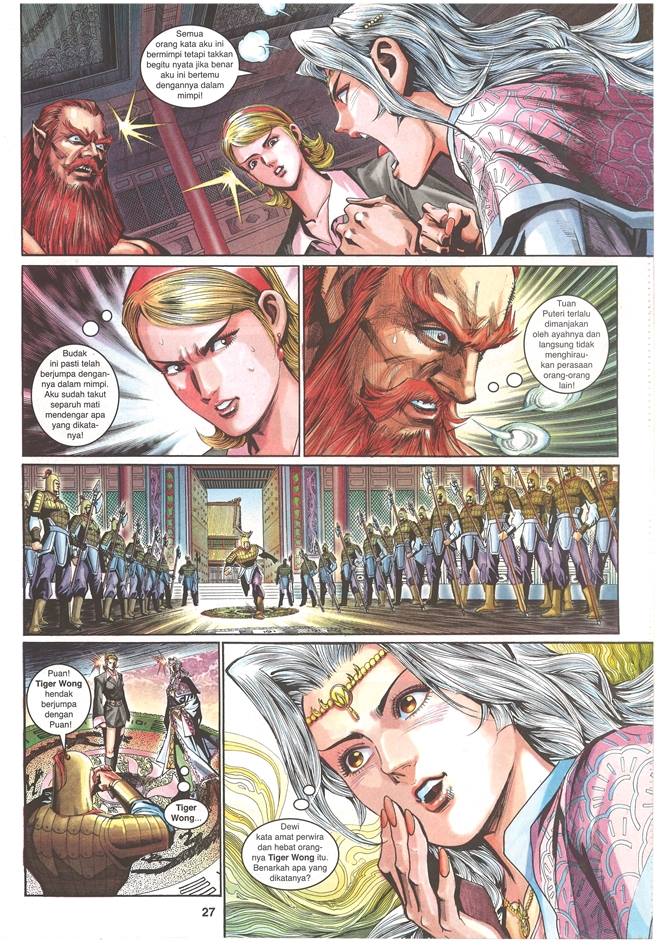 Semua
orang kata aku ini
bermimpi tetapi takkan
begitu nyata jika benar
aku ini bertemu
dengannya dalam
mimpi!
Budak
ini pasti telah
berjumpa dengan-
nya dalam mimpi.
Aku sudah takut
separuh mati
mendengar apa
yang dikata-
nya!
Tuan
Puteri terlalu
dimanjakan
oleh ayahnya dan
langsung tidak
menghirau-
kan perasaan
orang-orang
lain!
Puan!
Tiger Wong
hendak
berjumpa
dengan
Puan!
Tiger
Wong...
Dewi
kata amat perwira
dan hebat orang-
nya Tiger Wong itu.
Benarkah apa yang
dikatanya?
27